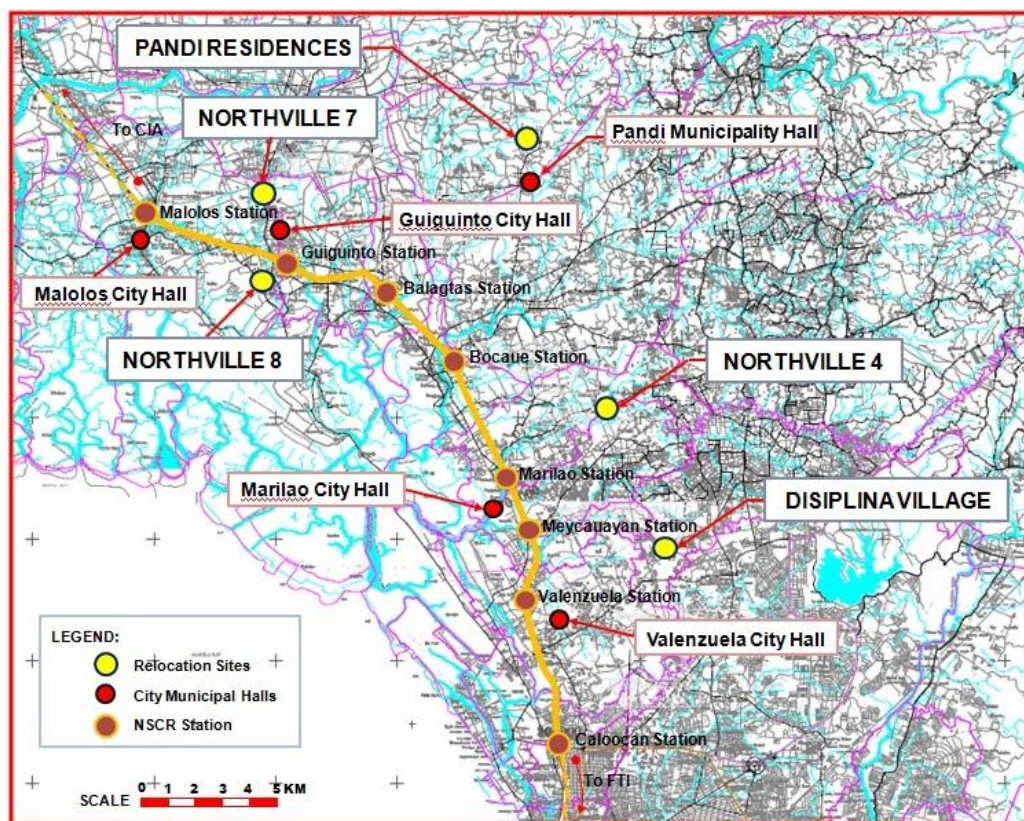 PANDI RESIDENCES
NORTHVILLE 7
To CIA
Pandi Municipality Hall
Malolos Station
Guiguinto City Hall
Guiguinto Station
Malolos City Hall
Balagtas Station
NORTHVILLE 8
Bocaue Station
NORTHVILLE 4
Marilao Station
Marilao City Hall
DISIPLINA VILLAGE
Meycauayan Station
Valenzuela Station
Valenzuela City Hall
LEGEND:
Relocation Sites
City Municipal Halls
NSCR Station
Caloocan Station
To FTI
0 1 2 3 4 5 KM
SCALE